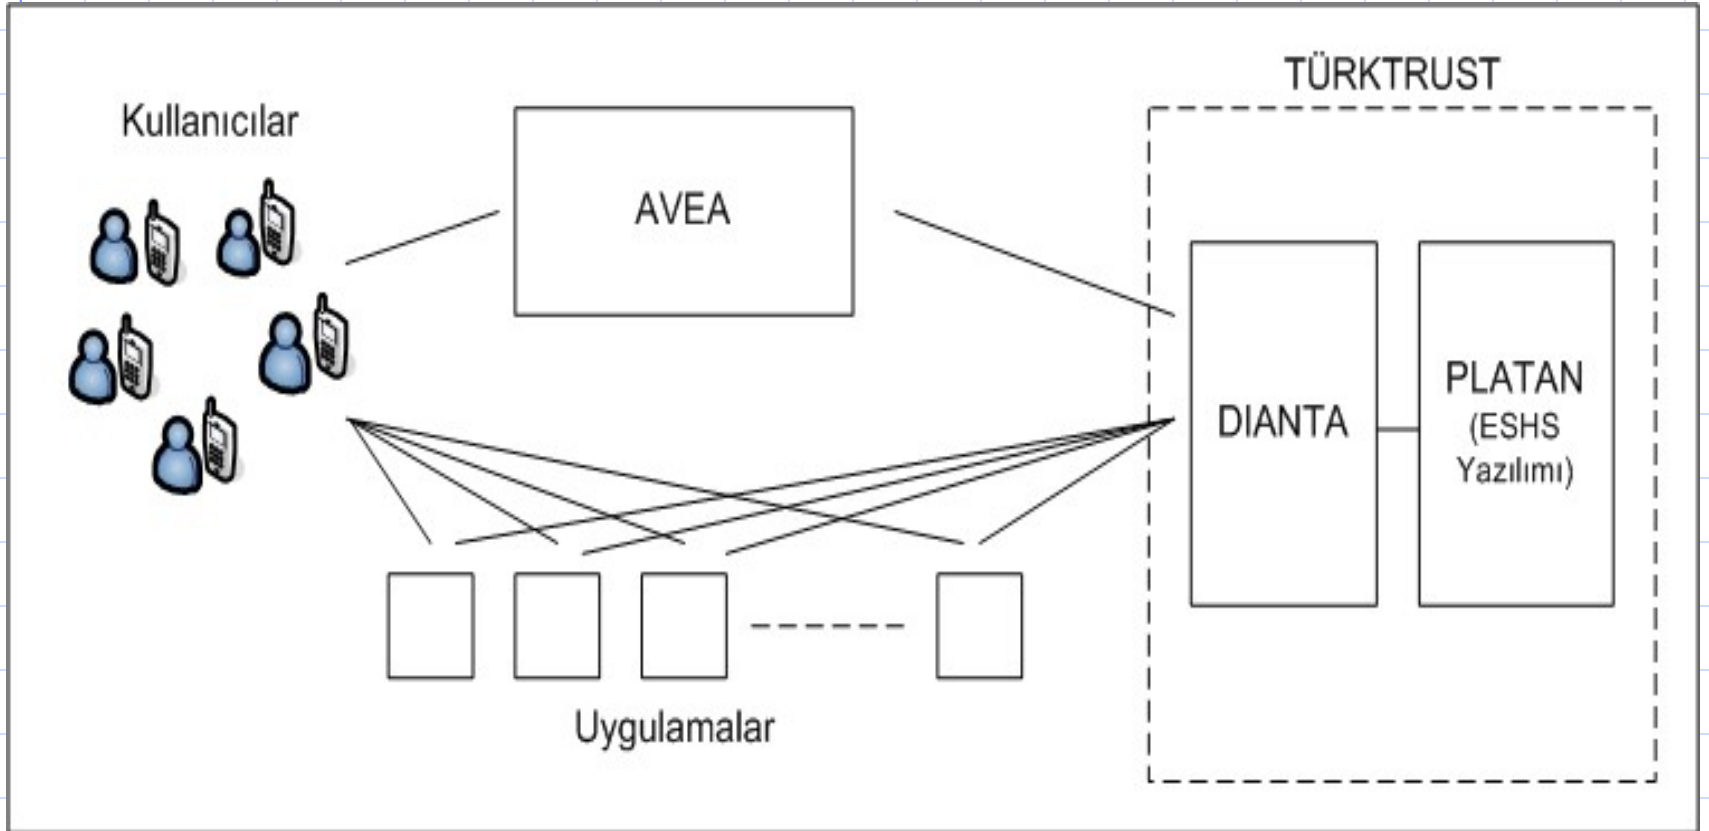 Kullanıcılar
AVEA
TÜRKTRUST
DIANTA
PLATAN
(ESHS
Yazılımı)
Uygulamalar